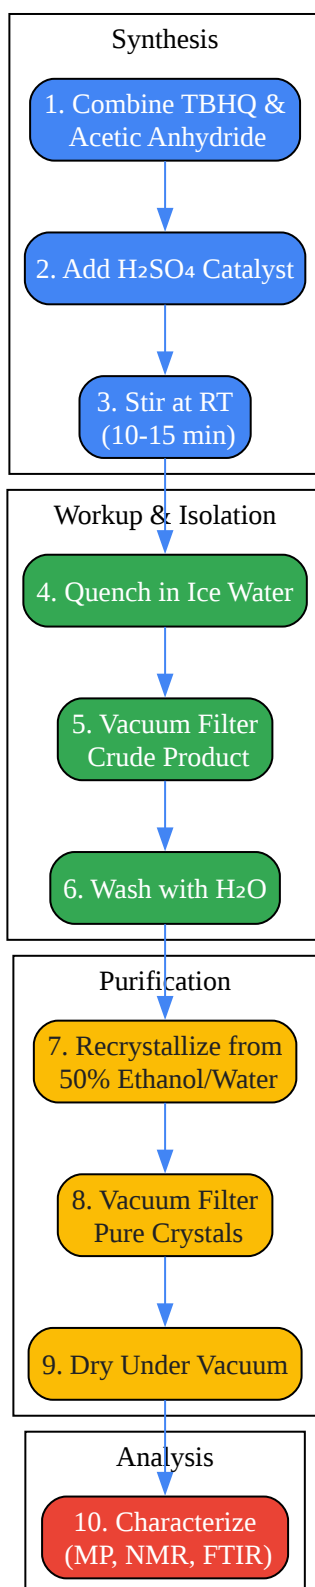 Synthesis
1. Combine TBHQ &
Acetic Anhydride
2. Add H₂SO₄ Catalyst
3. Stir at RT
(10-15 min)
Workup & Isolation
4. Quench in Ice Water
5. Vacuum Filter
Crude Product
6. Wash with H₂O
Purification
7. Recrystallize from
50% Ethanol/Water
8. Vacuum Filter
Pure Crystals
9. Dry Under Vacuum
Analysis
10. Characterize
(MP, NMR, FTIR)